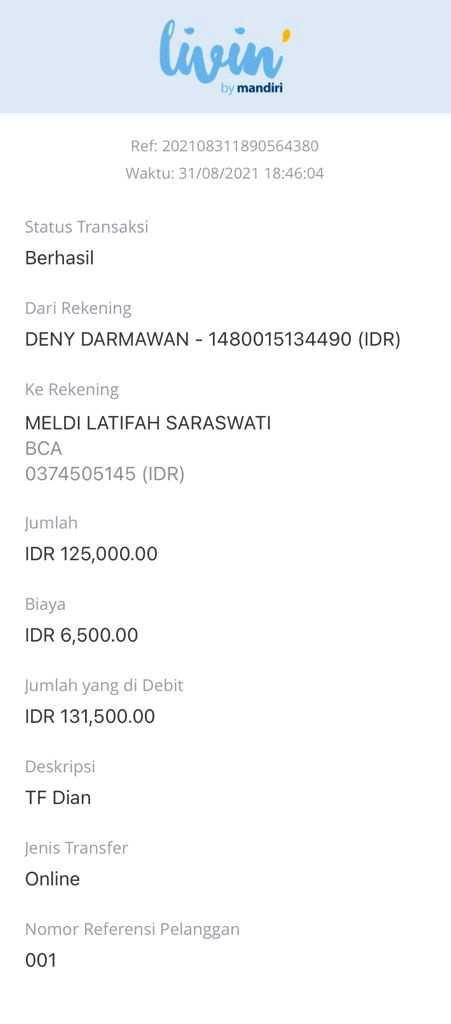 livin'
by mandiri
Ref: 202108311890564380
Waktu: 31/08/2021 18:46:04
Status Transaksi
Berhasil
Dari Rekening
DENY DARMAWAN - 1480015134490 (IDR)
Ke Rekening
MELDI LATIFAH SARASWATI
BCA
0374505145 (IDR)
Jumlah
IDR 125,000.00
Biaya
IDR 6,500.00
Jumlah yang di Debit
IDR 131,500.00
Deskripsi
TF Dian
Jenis Transfer
Online
Nomor Referensi Pelanggan
001